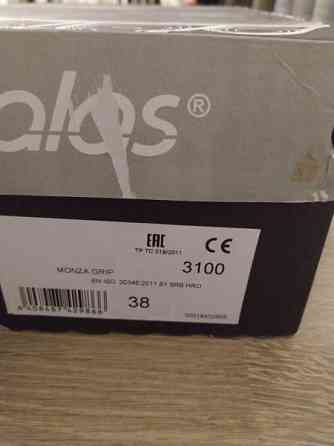 alos®
EAC CE
TP TC 019/2011
MONZA GRIP 3100
EN ISO 20345:2011 S1 SRB HRO
38